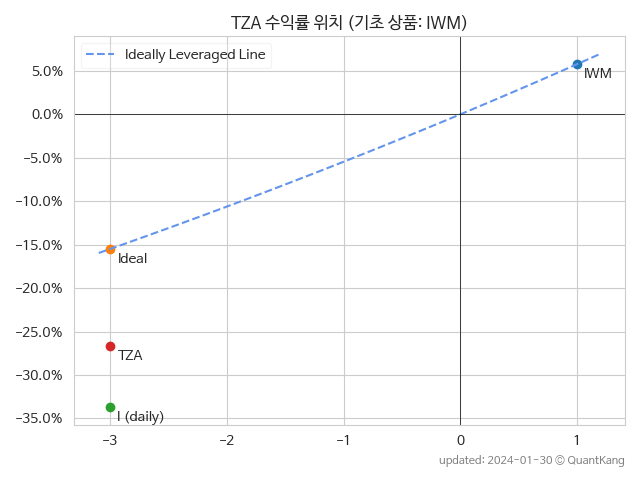 TZA 수익률 위치 (기초 상품: IWM)
Ideally Leveraged Line
5.0%
0.0%
−5.0%
−10.0%
−15.0%
−20.0%
−25.0%
−30.0%
−35.0%
IWM
Ideal
TZA
I (daily)
−3
−2
−1
0
1
updated: 2024-01-30 © QuantKang